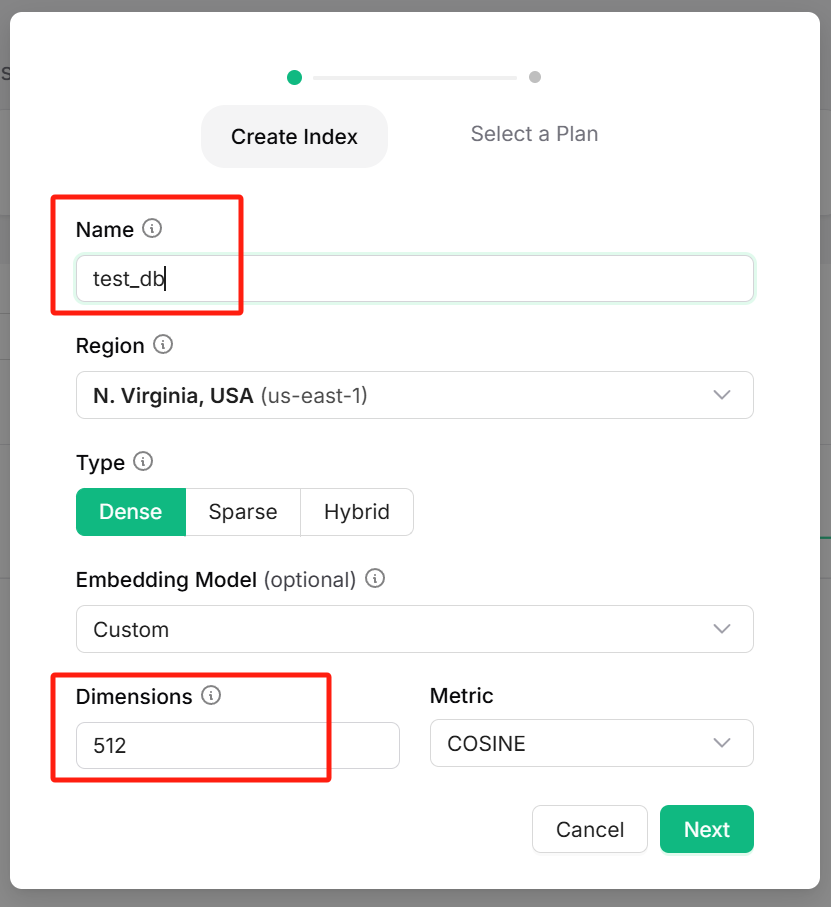 Create Index
Select a Plan
Name
test_db
Region
N. Virginia, USA (us-east-1)
Type
Dense Sparse Hybrid
Embedding Model (optional)
Custom
Dimensions
Metric
512
COSINE
Cancel Next